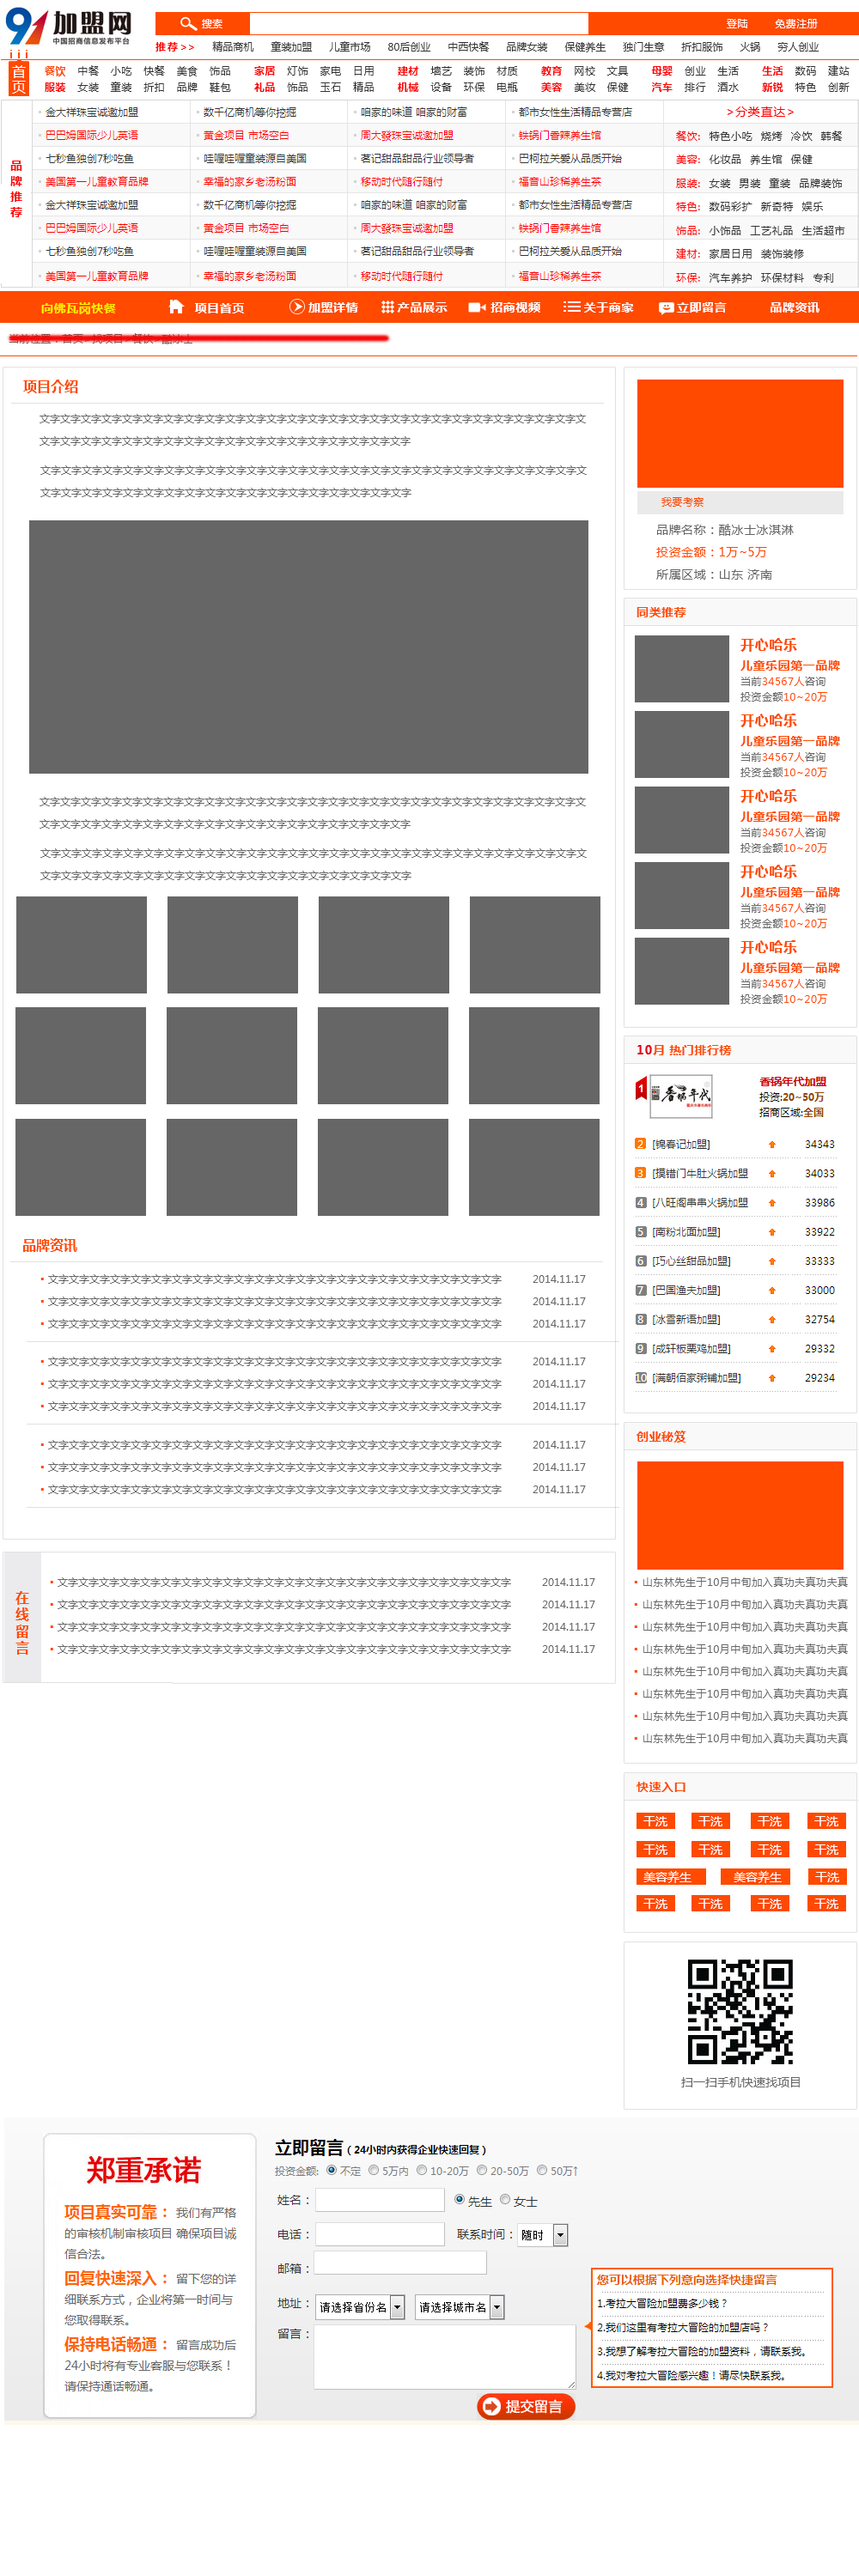 91加盟网
中国招商信息发布平台
搜索
登陆 免费注册
推荐>> 精品商机 童装加盟 儿童市场 80后创业 中西快餐 品牌女装 保健养生 独门生意 折扣服饰 火锅 穷人创业
首页
餐饮 中餐 小吃 快餐 美食 饰品 家居 灯饰 家电 日用 建材 墙艺 装饰 材质 教育 网校 文具 母婴 创业 生活 生活 数码 建站
服装 女装 童装 折扣 品牌 鞋包 礼品 饰品 玉石 精品 机械 设备 环保 电瓶 美容 美妆 保健 汽车 排行 酒水 新锐 特色 创新
品牌推荐
金大祥珠宝诚邀加盟 数千亿商机等你挖掘 咱家的味道 咱家的财富 都市女性生活精品专营店 >分类直达>
巴巴姆国际少儿英语 黄金项目 市场空白 周大發珠宝诚邀加盟 铁锅门香辣养生馆 餐饮: 特色小吃 烧烤 冷饮 韩餐
七秒鱼独创7秒吃鱼 哇喔哇喔童装源自美国 茗记甜品甜品行业领导者 巴柯拉关爱从品质开始 美容: 化妆品 养生馆 保健
美国第一儿童教育品牌 幸福的家乡老汤粉面 移动时代随行随付 福音山珍稀养生茶 服装: 女装 男装 童装 品牌装饰
金大祥珠宝诚邀加盟 数千亿商机等你挖掘 咱家的味道 咱家的财富 都市女性生活精品专营店 特色: 数码彩扩 新奇特 娱乐
巴巴姆国际少儿英语 黄金项目 市场空白 周大發珠宝诚邀加盟 铁锅门香辣养生馆 饰品: 小饰品 工艺礼品 生活超市
七秒鱼独创7秒吃鱼 哇喔哇喔童装源自美国 茗记甜品甜品行业领导者 巴柯拉关爱从品质开始 建材: 家居日用 装饰装修
美国第一儿童教育品牌 幸福的家乡老汤粉面 移动时代随行随付 福音山珍稀养生茶 环保: 汽车养护 环保材料 专利
向佛瓦岗快餐 项目首页 加盟详情 产品展示 招商视频 关于商家 立即留言 品牌资讯
项目介绍
文字文字文字文字文字文字文字文字文字文字文字文字文字文字文字文字文字文字文字文字文字文字文字文字文字文字文
字文字文字文字文字文字文字文字文字文字文字文字文字文字文字文字文字文字
文字文字文字文字文字文字文字文字文字文字文字文字文字文字文字文字文字文字文字文字文字文字文字文字文字文字文
字文字文字文字文字文字文字文字文字文字文字文字文字文字文字文字文字文字
文字文字文字文字文字文字文字文字文字文字文字文字文字文字文字文字文字文字文字文字文字文字文字文字文字文字文
字文字文字文字文字文字文字文字文字文字文字文字文字文字文字文字文字文字
文字文字文字文字文字文字文字文字文字文字文字文字文字文字文字文字文字文字文字文字文字文字文字文字文字文字文
字文字文字文字文字文字文字文字文字文字文字文字文字文字文字文字文字文字
品牌资讯
文字文字文字文字文字文字文字文字文字文字文字文字文字文字文字文字文字文字文字文字文字文字 2014.11.17
文字文字文字文字文字文字文字文字文字文字文字文字文字文字文字文字文字文字文字文字文字文字 2014.11.17
文字文字文字文字文字文字文字文字文字文字文字文字文字文字文字文字文字文字文字文字文字文字 2014.11.17
文字文字文字文字文字文字文字文字文字文字文字文字文字文字文字文字文字文字文字文字文字文字 2014.11.17
文字文字文字文字文字文字文字文字文字文字文字文字文字文字文字文字文字文字文字文字文字文字 2014.11.17
文字文字文字文字文字文字文字文字文字文字文字文字文字文字文字文字文字文字文字文字文字文字 2014.11.17
文字文字文字文字文字文字文字文字文字文字文字文字文字文字文字文字文字文字文字文字文字文字 2014.11.17
文字文字文字文字文字文字文字文字文字文字文字文字文字文字文字文字文字文字文字文字文字文字 2014.11.17
文字文字文字文字文字文字文字文字文字文字文字文字文字文字文字文字文字文字文字文字文字文字 2014.11.17
在线留言
文字文字文字文字文字文字文字文字文字文字文字文字文字文字文字文字文字文字文字文字文字文字 2014.11.17
文字文字文字文字文字文字文字文字文字文字文字文字文字文字文字文字文字文字文字文字文字文字 2014.11.17
文字文字文字文字文字文字文字文字文字文字文字文字文字文字文字文字文字文字文字文字文字文字 2014.11.17
文字文字文字文字文字文字文字文字文字文字文字文字文字文字文字文字文字文字文字文字文字文字 2014.11.17
我要考察
品牌名称：酷冰士冰淇淋
投资金额：1万~5万
所属区域：山东 济南
同类推荐
开心哈乐
儿童乐园第一品牌
当前34567人咨询
投资金额10~20万
开心哈乐
儿童乐园第一品牌
当前34567人咨询
投资金额10~20万
开心哈乐
儿童乐园第一品牌
当前34567人咨询
投资金额10~20万
开心哈乐
儿童乐园第一品牌
当前34567人咨询
投资金额10~20万
开心哈乐
儿童乐园第一品牌
当前34567人咨询
投资金额10~20万
10月 热门排行榜
1 香锅年代 香锅年代加盟
投资:20~50万
招商区域:全国
2 [锦春记加盟] 34343
3 [摸错门牛肚火锅加盟 34033
4 [八旺阁串串火锅加盟 33986
5 [南粉北面加盟] 33922
6 [巧心丝甜品加盟] 33333
7 [巴国渔夫加盟] 33000
8 [冰雪新语加盟] 32754
9 [成轩板栗鸡加盟] 29332
10 [满朝佰家粥铺加盟] 29234
创业秘笈
山东林先生于10月中旬加入真功夫真功夫真
山东林先生于10月中旬加入真功夫真功夫真
山东林先生于10月中旬加入真功夫真功夫真
山东林先生于10月中旬加入真功夫真功夫真
山东林先生于10月中旬加入真功夫真功夫真
山东林先生于10月中旬加入真功夫真功夫真
山东林先生于10月中旬加入真功夫真功夫真
山东林先生于10月中旬加入真功夫真功夫真
快速入口
干洗 干洗 干洗 干洗
干洗 干洗 干洗 干洗
美容养生 美容养生 干洗
干洗 干洗 干洗 干洗
扫一扫手机快速找项目
郑重承诺
项目真实可靠： 我们有严格
的审核机制审核项目 确保项目诚
信合法。
回复快速深入： 留下您的详
细联系方式，企业将第一时间与
您取得联系。
保持电话畅通： 留言成功后
24小时将有专业客服与您联系！
请保持通话畅通。
立即留言（24小时内获得企业快速回复）
投资金额: 不定 5万内 10-20万 20-50万 50万↑
姓名： 先生 女士
电话： 联系时间： 随时
邮箱：
地址： 请选择省份名 请选择城市名
留言：
提交留言
您可以根据下列意向选择快捷留言
1.考拉大冒险加盟费多少钱？
2.我们这里有考拉大冒险的加盟店吗？
3.我想了解考拉大冒险的加盟资料，请联系我。
4.我对考拉大冒险感兴趣！请尽快联系我。